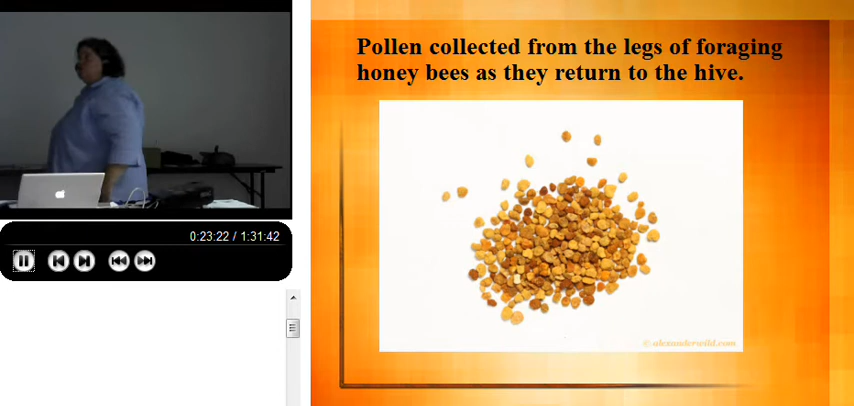 Pollen collected from the legs of foraging
honey bees as they return to the hive.
0:23:22 / 1:31:42
© alexanderwild.com